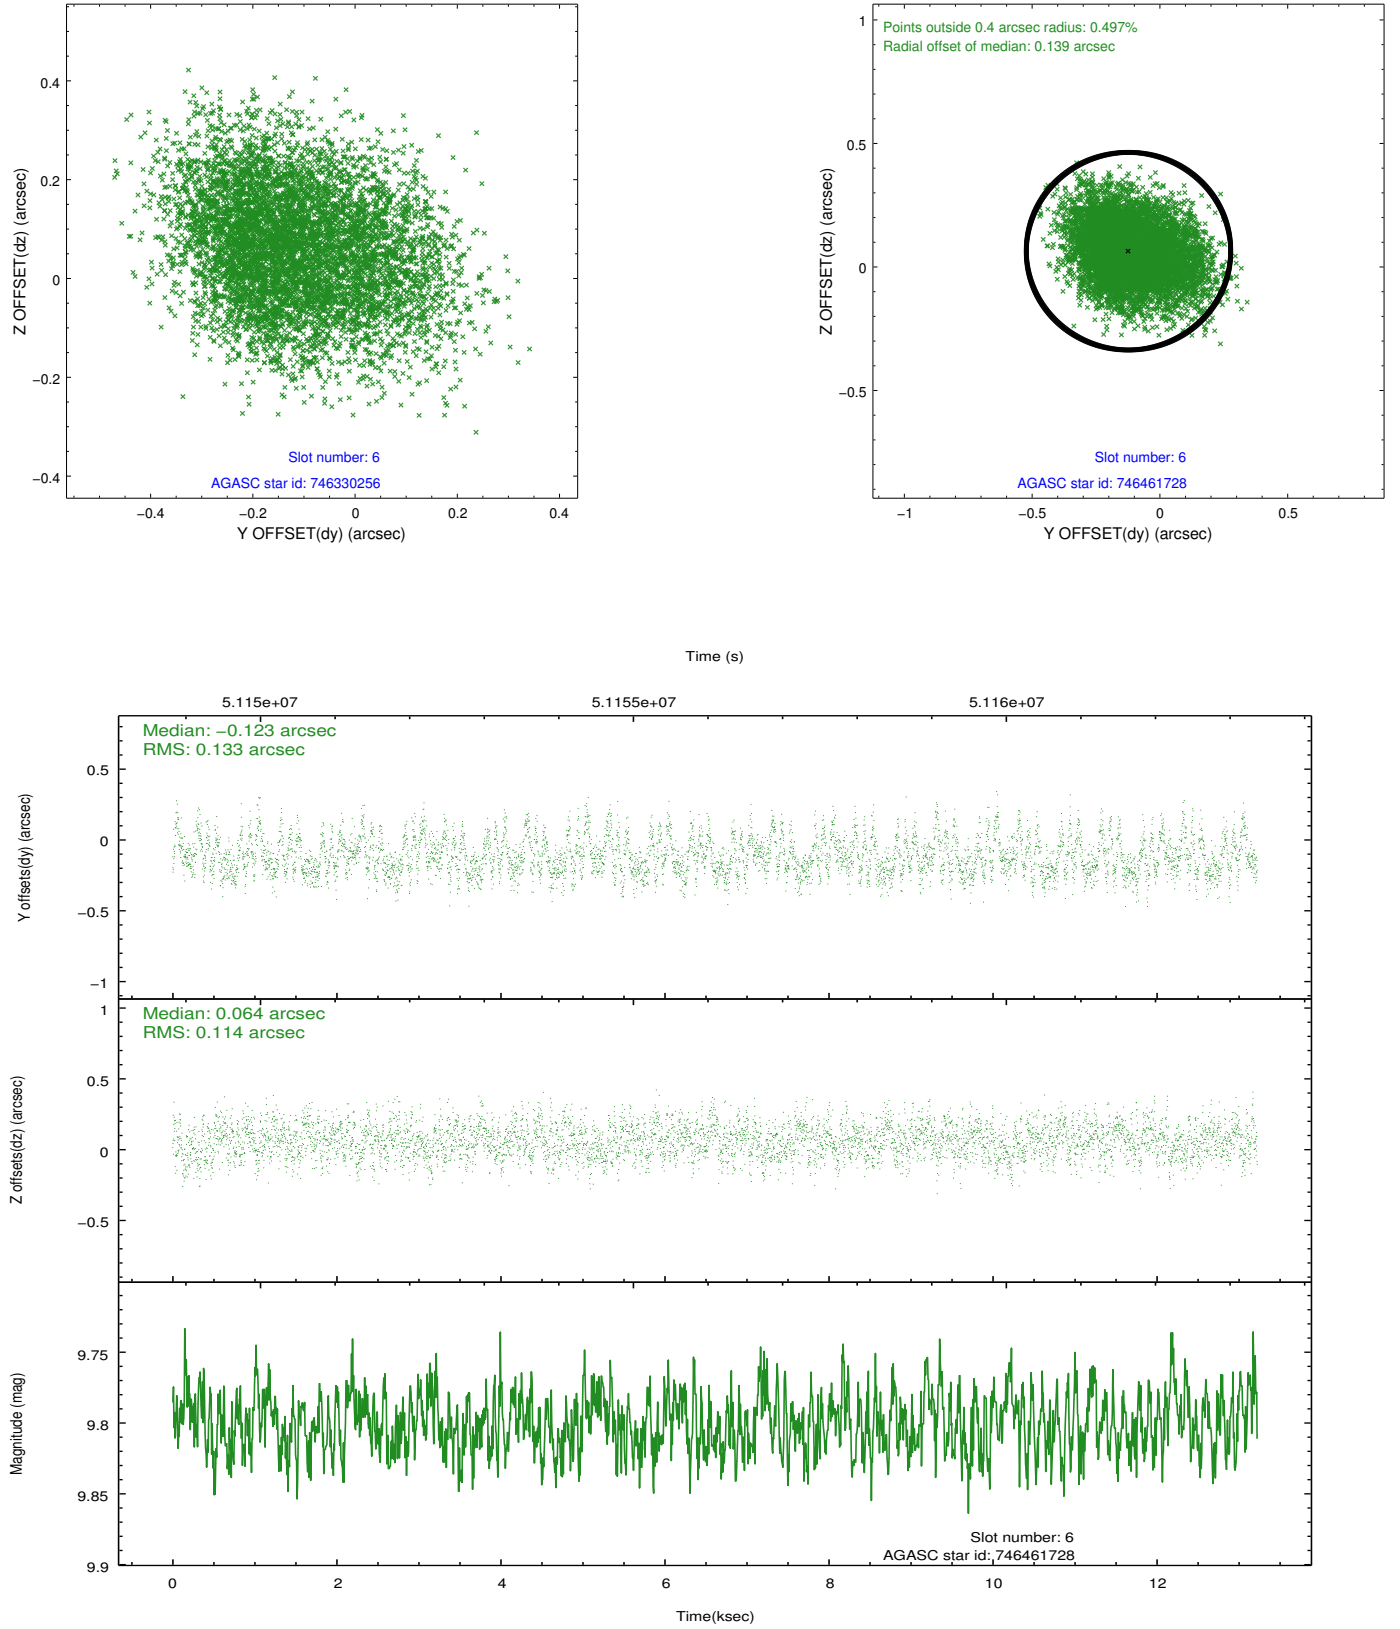 0.4
0.2
0
−0.2
−0.4
Z OFFSET(dz) (arcsec)
Slot number: 6
AGASC star id: 746330256
−0.4
−0.2
0
0.2
0.4
Y OFFSET(dy) (arcsec)
Points outside 0.4 arcsec radius: 0.497%
Radial offset of median: 0.139 arcsec
1
0.5
0
−0.5
Z OFFSET(dz) (arcsec)
Slot number: 6
AGASC star id: 746461728
−1
−0.5
0
0.5
Y OFFSET(dy) (arcsec)
Time (s)
5.115e+07
5.1155e+07
5.116e+07
Median: −0.123 arcsec
RMS: 0.133 arcsec
0.5
0
−0.5
−1
Y offsets(dy) (arcsec)
Median: 0.064 arcsec
RMS: 0.114 arcsec
1
0.5
0
−0.5
Z offsets(dz) (arcsec)
9.75
9.8
9.85
9.9
Magnitude (mag)
Slot number: 6
AGASC star id: 746461728
0
2
4
6
8
10
12
Time(ksec)